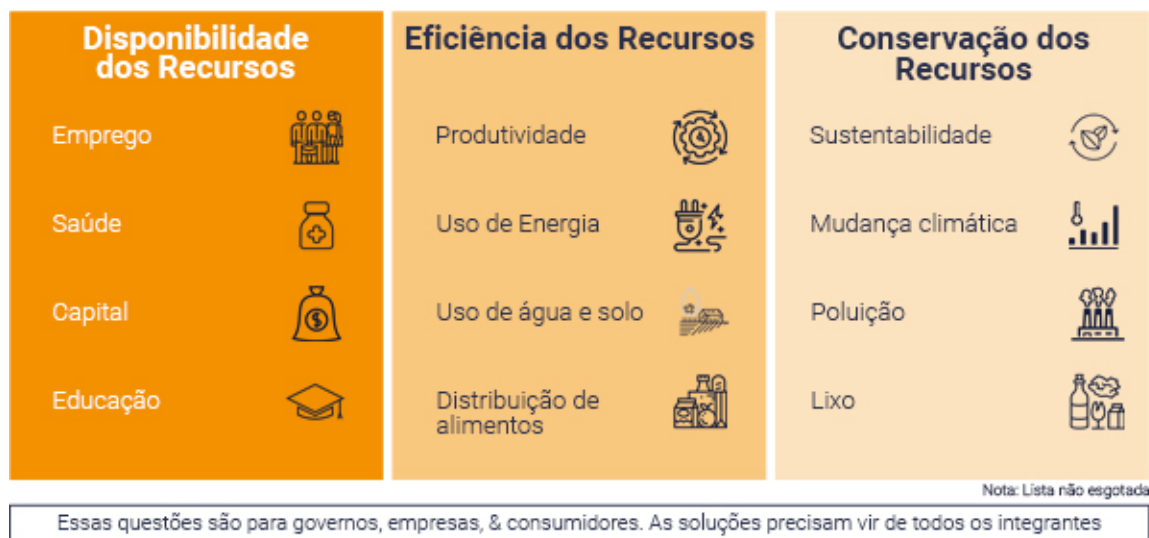 Disponibilidade
dos Recursos
Emprego
Saúde
Capital
Educação
Eficiência dos Recursos
Produtividade
Uso de Energia
Uso de água e solo
Distribuição de
alimentos
Conservação dos
Recursos
Sustentabilidade
Mudança climática
Poluição
Lixo
Nota: Lista não esgotada
Essas questões são para governos, empresas, & consumidores. As soluções precisam vir de todos os integrantes